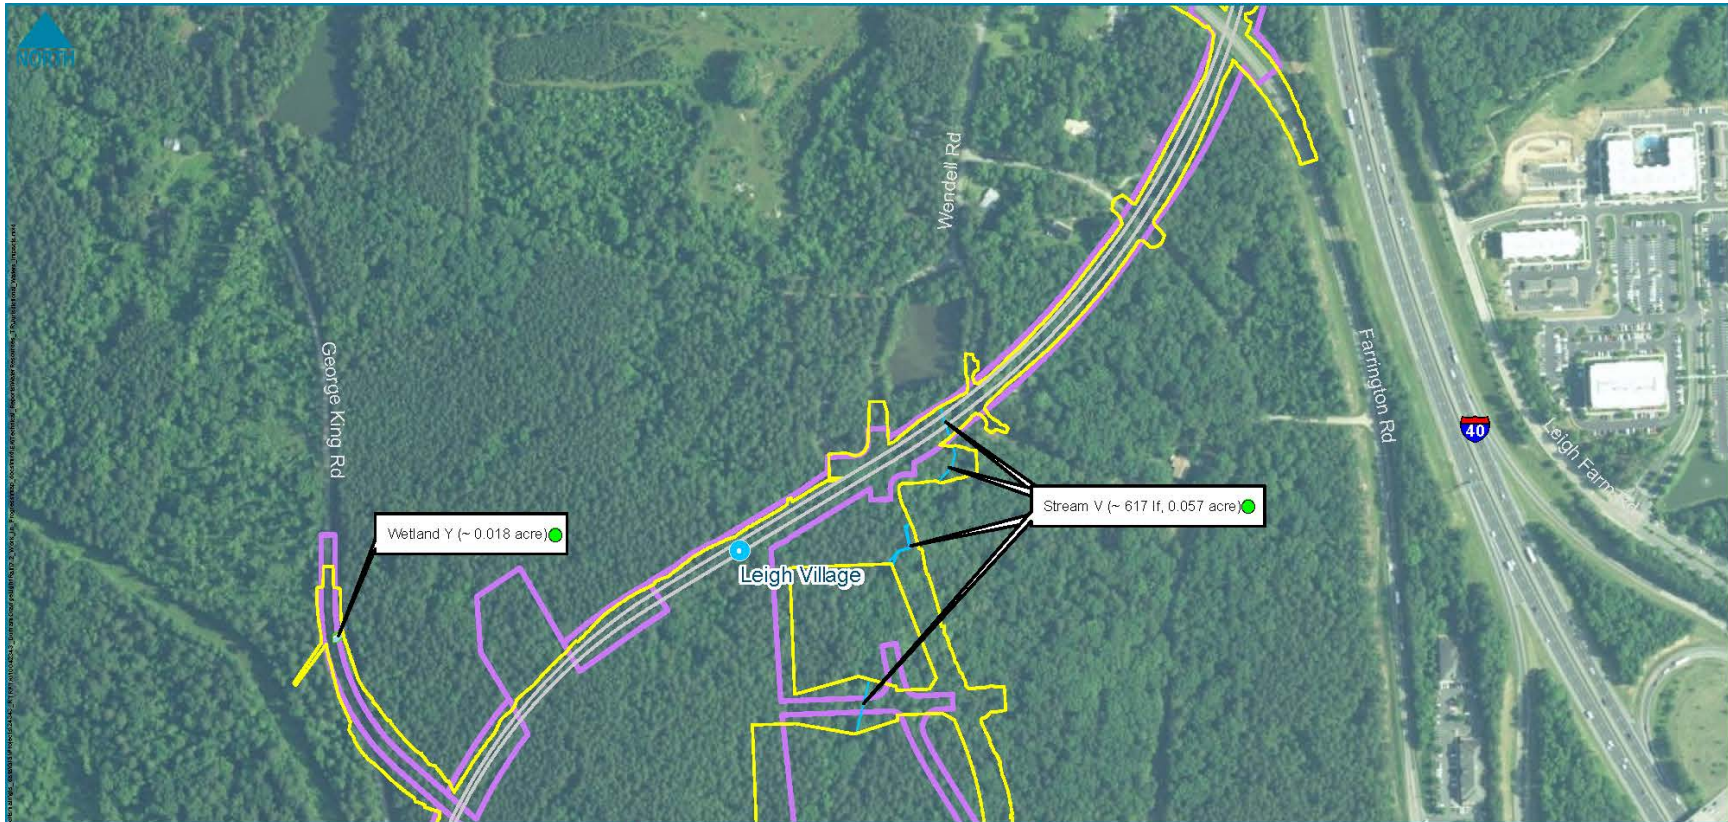 NORTH
Wendell Rd
George King Rd
Farrington Rd
40
Leigh Farm Rd
Wetland Y (~ 0.018 acre)
Stream V (~ 617 lf, 0.057 acre)
Leigh Village